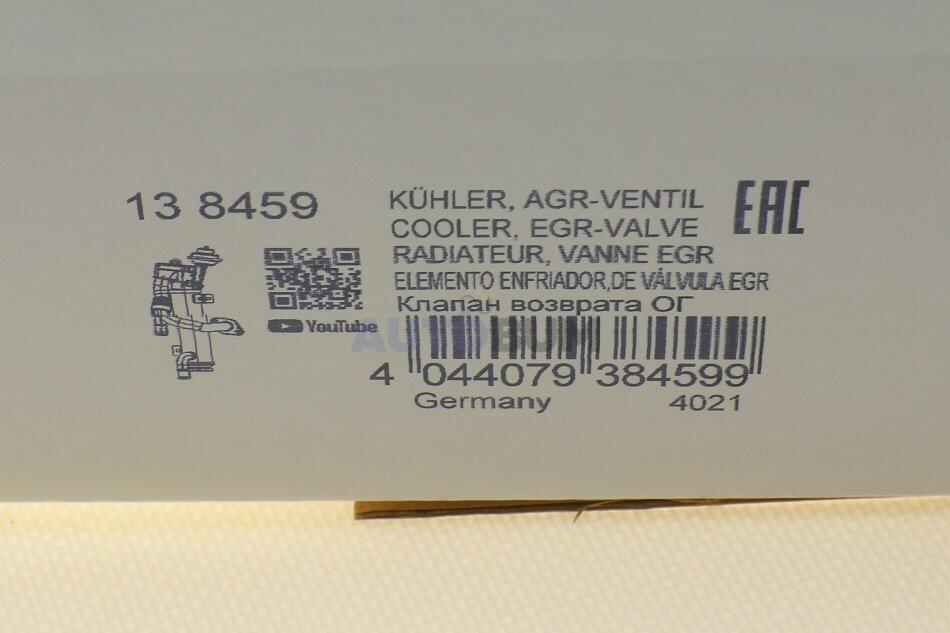 13 8459
KÜHLER, AGR-VENTIL
COOLER, EGR-VALVE
RADIATEUR, VANNE EGR
ELEMENTO ENFRIADOR,DE VÁLVULA EGR
Клапан возврата ОГ
EAC
YouTube
AUTOBUM
4 044079 384599
Germany 4021